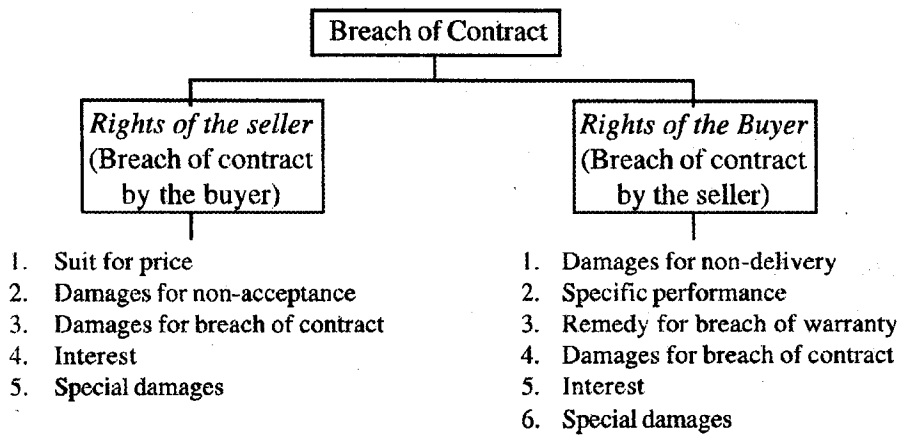 Breach of Contract
Rights of the seller
(Breach of contract
by the buyer)
1. Suit for price
2. Damages for non-acceptance
3. Damages for breach of contract
4. Interest
5. Special damages
Rights of the Buyer
(Breach of contract
by the seller)
1. Damages for non-delivery
2. Specific performance
3. Remedy for breach of warranty
4. Damages for breach of contract
5. Interest
6. Special damages